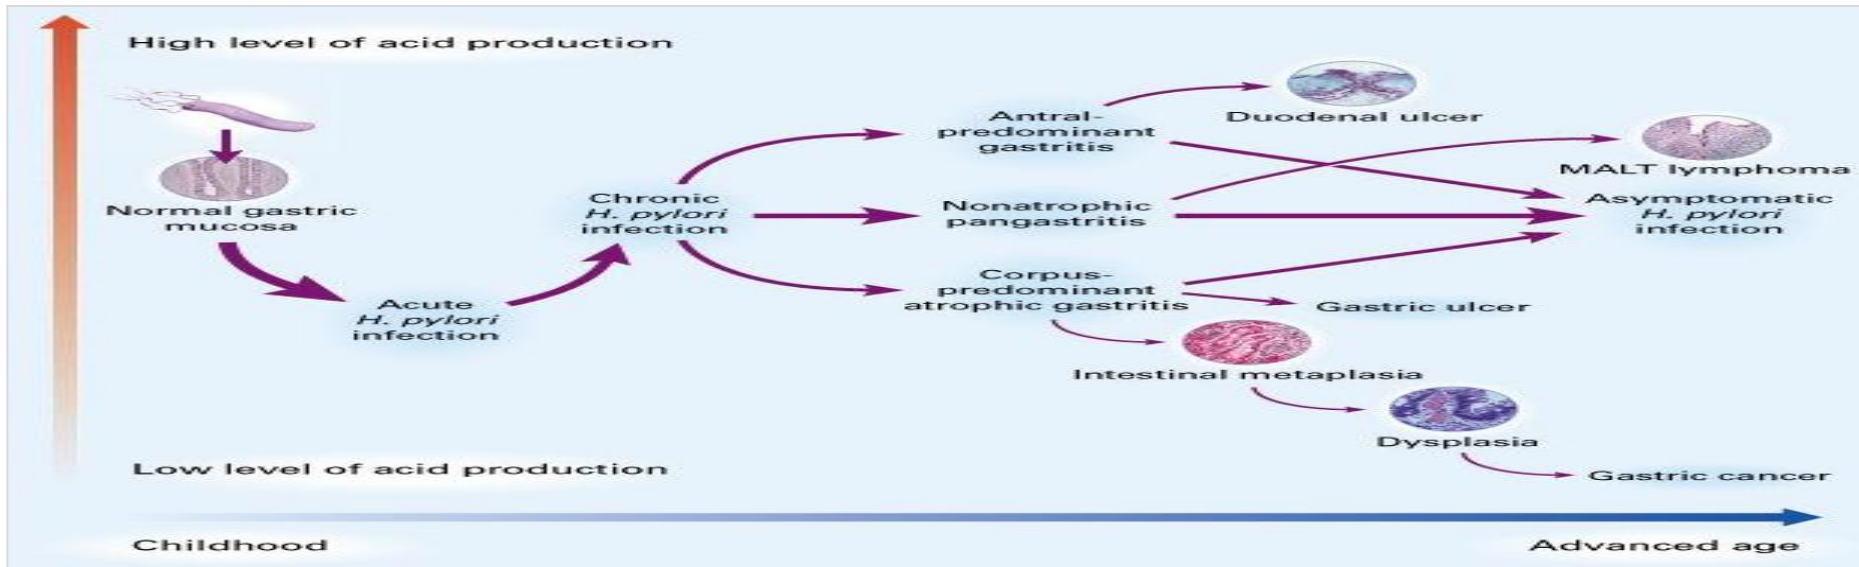 High level of acid production
Normal gastric
mucosa
Acute
H. pylori
infection
Chronic
H. pylori
infection
Antral-
predominant
gastritis
Duodenal ulcer
MALT lymphoma
Nonatrophic
pangastritis
Asymptomatic
H. pylori
infection
Corpus-
predominant
atrophic gastritis
Gastric ulcer
Intestinal metaplasia
Dysplasia
Gastric cancer
Low level of acid production
Childhood
Advanced age